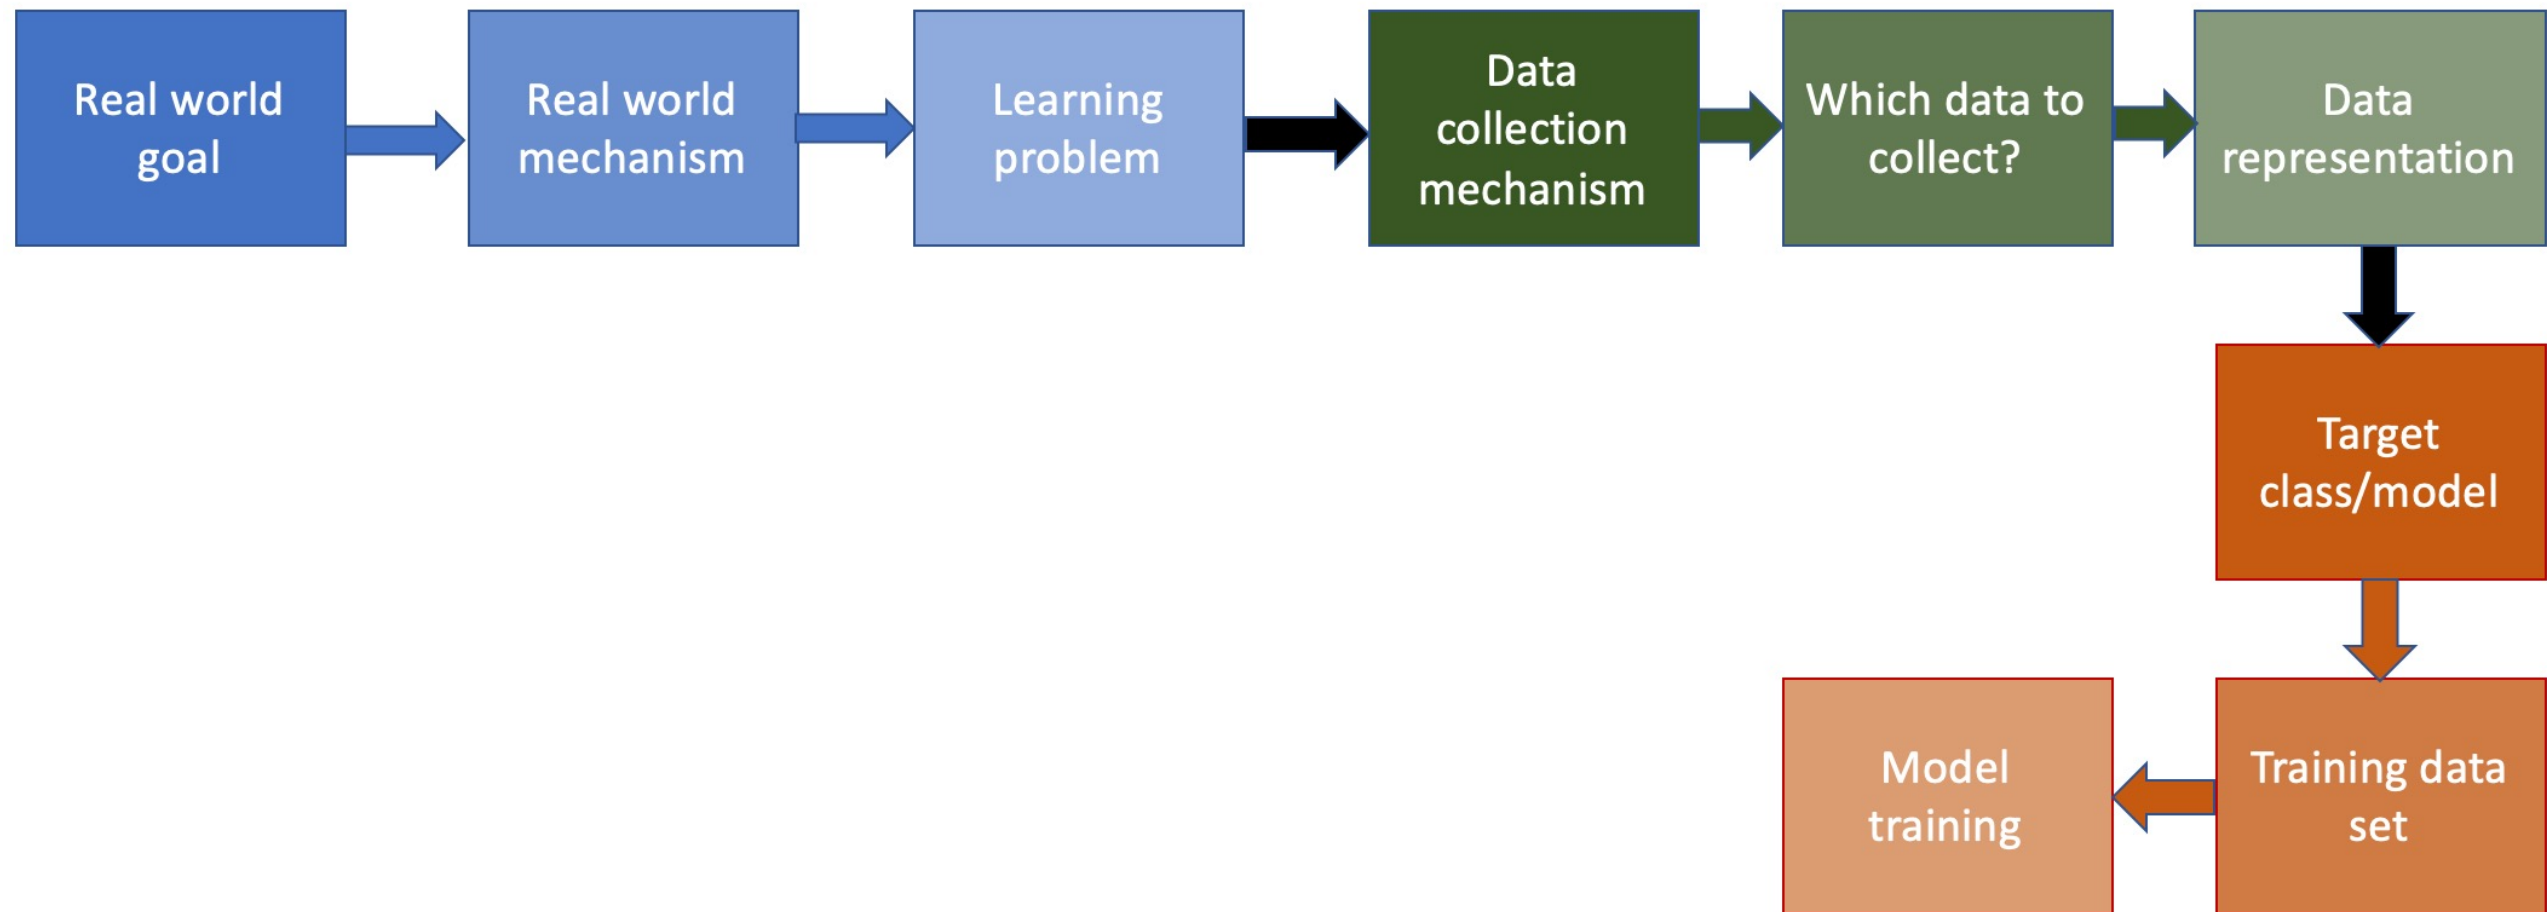 Real world
goal
Real world
mechanism
Learning
problem
Data
collection
mechanism
Which data to
collect?
Data
representation
Target
class/model
Training data
set
Model
training